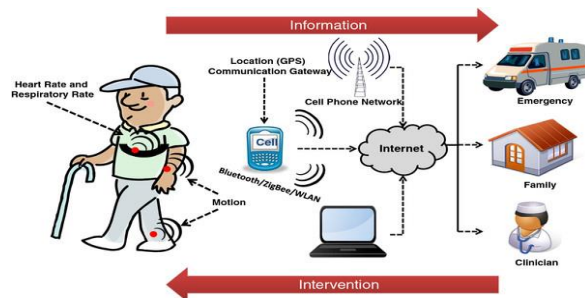 Information
Location (GPS)
Communication Gateway
Heart Rate and
Respiratory Rate
Cell Phone Network
Emergency
Cell
Internet
Bluetooth/ZigBee/WLAN
Family
Motion
Clinician
Intervention